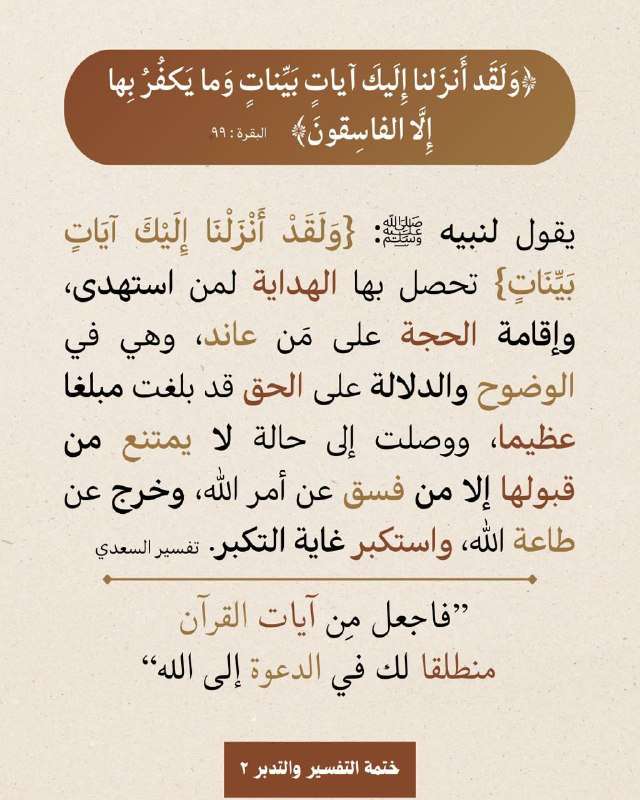 ﴿وَلَقَد أَنزَلنا إِلَيكَ آياتٍ بَيِّناتٍ وَما يَكفُرُ بِها
إِلَّا الفاسِقونَ﴾ البقرة : ٩٩
يقول لنبيه ﷺ: {وَلَقَدْ أَنْزَلْنَا إِلَيْكَ آيَاتٍ
بَيِّنَاتٍ} تحصل بها الهداية لمن استهدى،
وإقامة الحجة على مَن عاند، وهي في
الوضوح والدلالة على الحق قد بلغت مبلغا
عظيما، ووصلت إلى حالة لا يمتنع من
قبولها إلا من فسق عن أمر الله، وخرج عن
طاعة الله، واستكبر غاية التكبر. تفسير السعدي
”فاجعل مِن آيات القرآن
منطلقا لك في الدعوة إلى الله“
ختمة التفسير والتدبر ٢